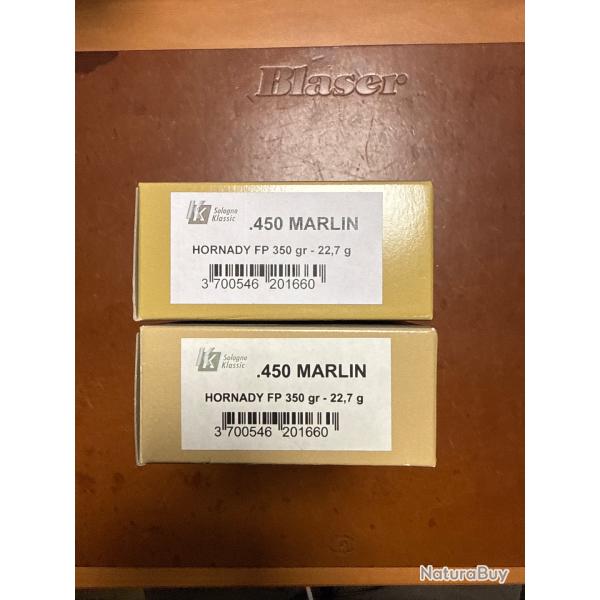 Blaser
Sologne
Klassic
.450 MARLIN
HORNADY FP 350 gr - 22,7 g
3 700546 201660
Sologne
Klassic
.450 MARLIN
HORNADY FP 350 gr - 22,7 g
3 700546 201660
NaturaBuy